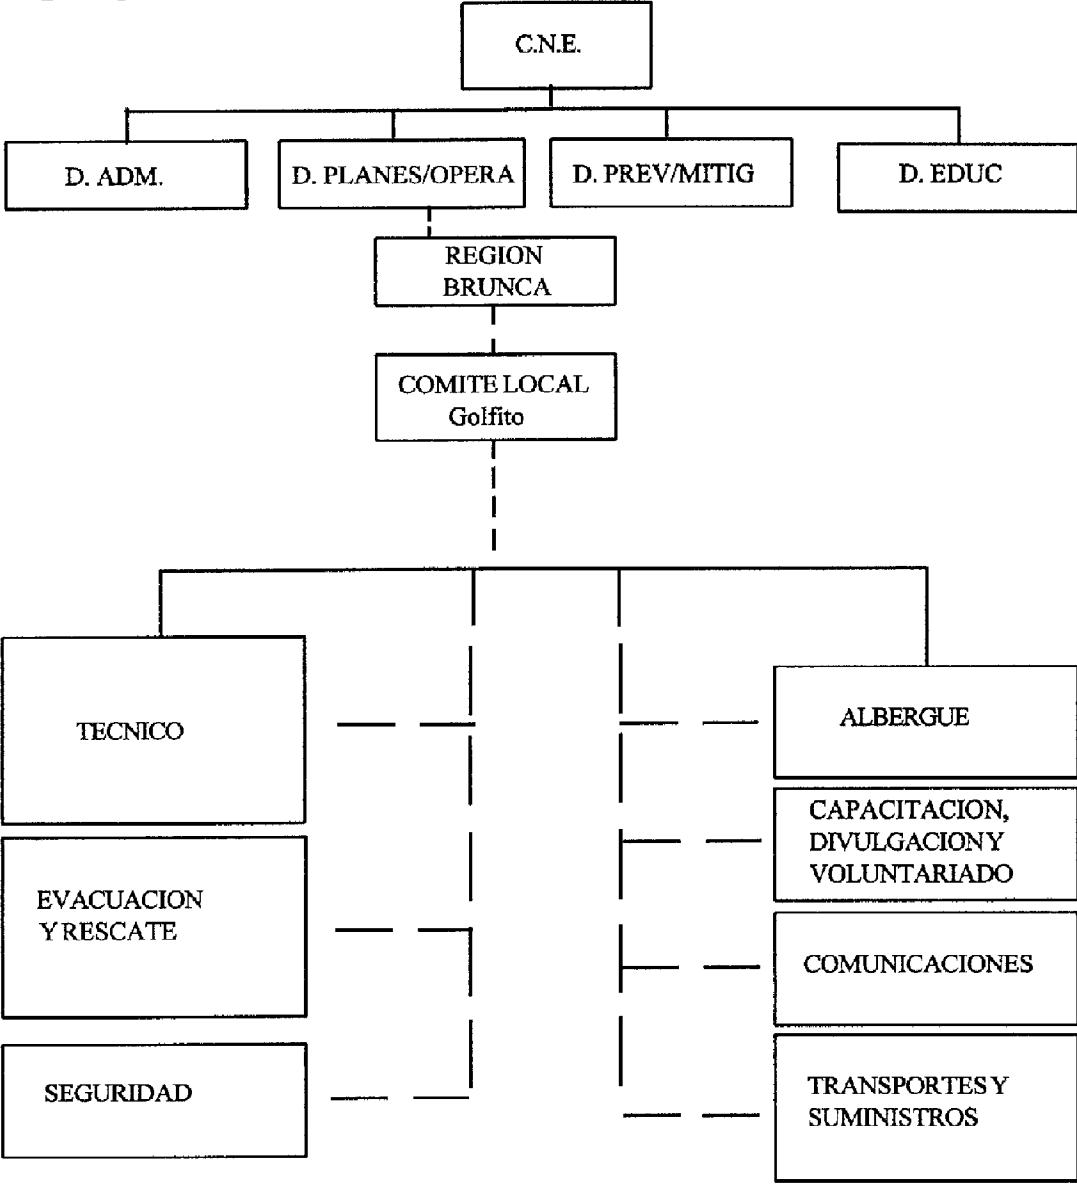 C.N.E.
D. ADM.
D. PLANES/OPERA
D. PREV/MITIG
D. EDUC
REGION
BRUNCA
COMITE LOCAL
Golfito
TECNICO
EVACUACION
Y RESCATE
SEGURIDAD
ALBERGUE
CAPACITACION,
DIVULGACION Y
VOLUNTARIADO
COMUNICACIONES
TRANSPORTES Y
SUMINISTROS